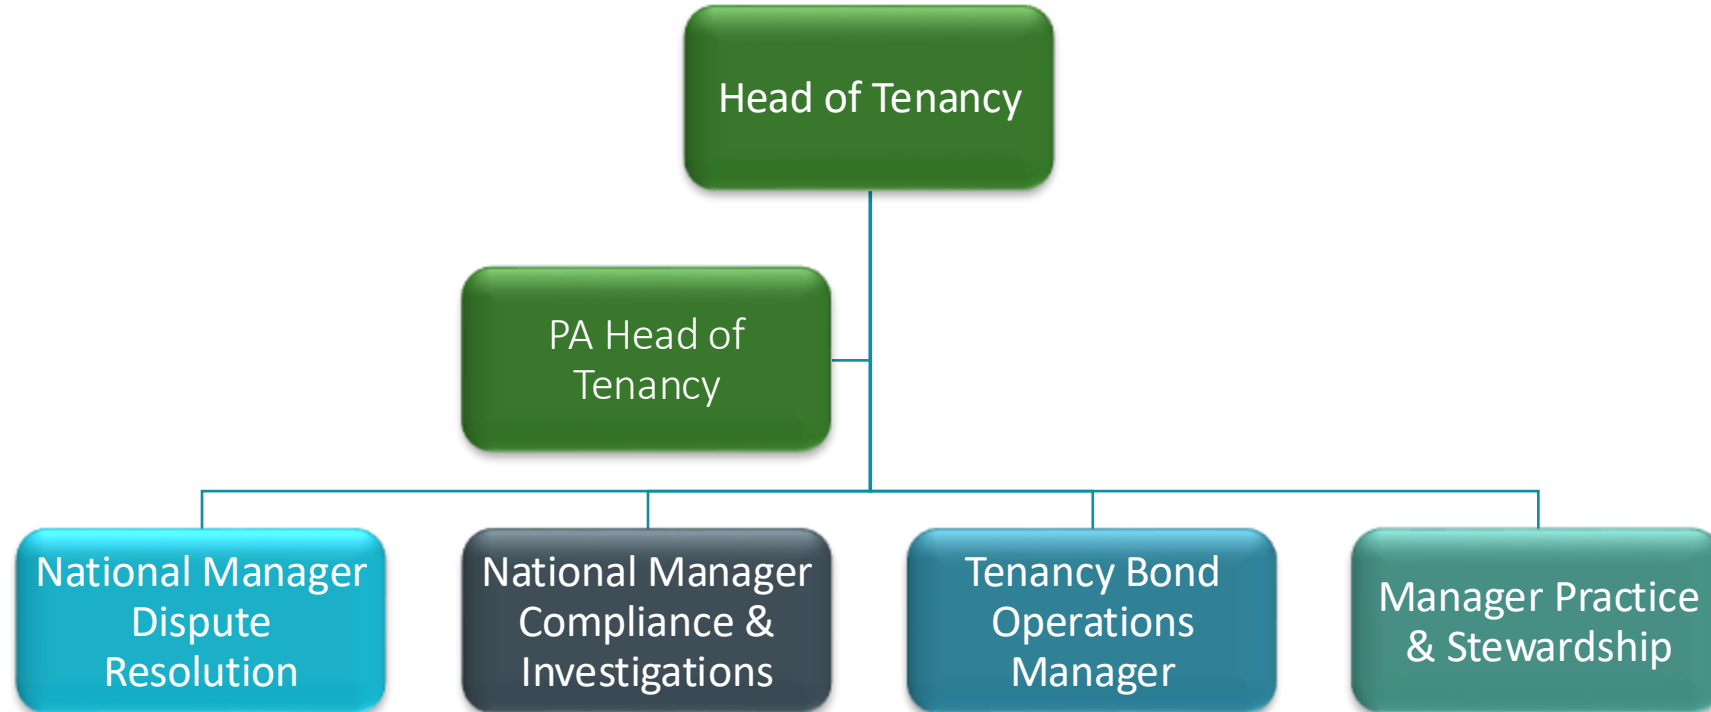 Head of Tenancy
PA Head of
Tenancy
National Manager
Dispute
Resolution
National Manager
Compliance &
Investigations
Tenancy Bond
Operations
Manager
Manager Practice
& Stewardship